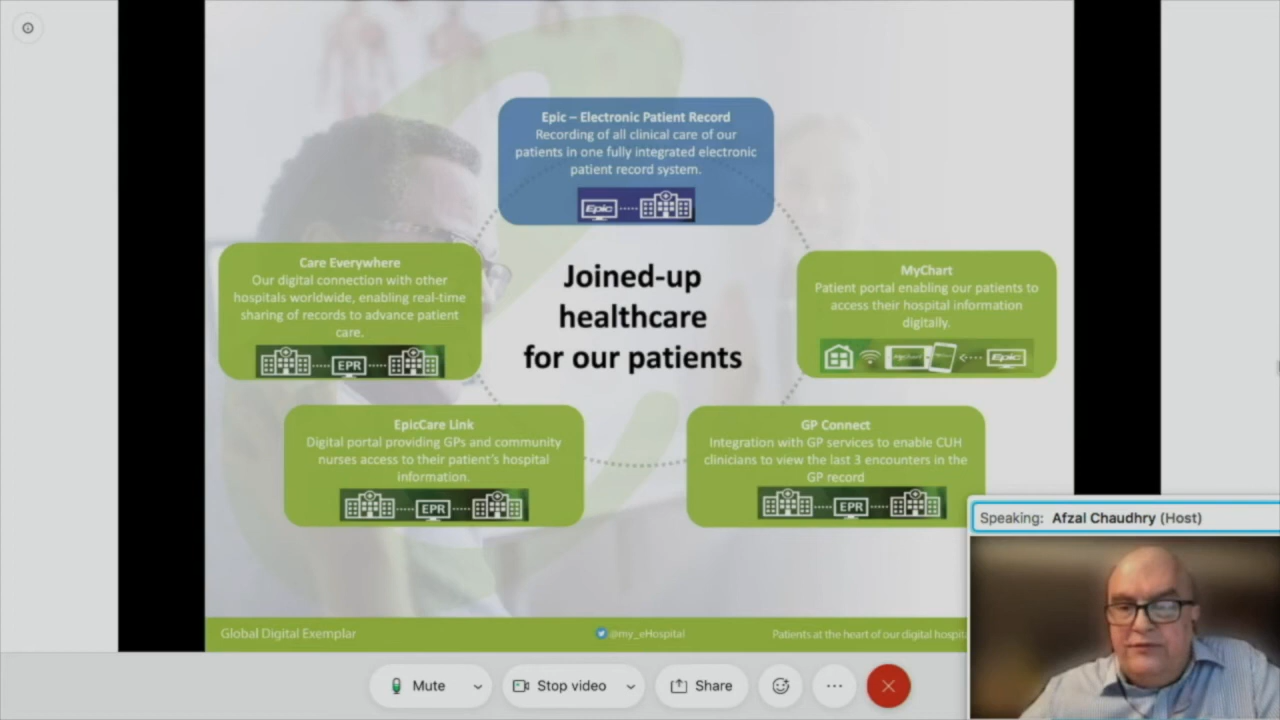 Epic – Electronic Patient Record
Recording of all clinical care of our
patients in one fully integrated electronic
patient record system.
Epic
Care Everywhere
Our digital connection with other
hospitals worldwide, enabling real-time
sharing of records to advance patient
care.
EPR
Joined-up
healthcare
for our patients
MyChart
Patient portal enabling our patients to
access their hospital information
digitally.
MyChart
Epic
EpicCare Link
Digital portal providing GPs and community
nurses access to their patient's hospital
information.
EPR
GP Connect
Integration with GP services to enable CUH
clinicians to view the last 3 encounters in the
GP record
EPR
Speaking: Afzal Chaudhry (Host)
Global Digital Exemplar
@my_eHospital
Patients at the heart of our digital hospit
Mute
Stop video
Share